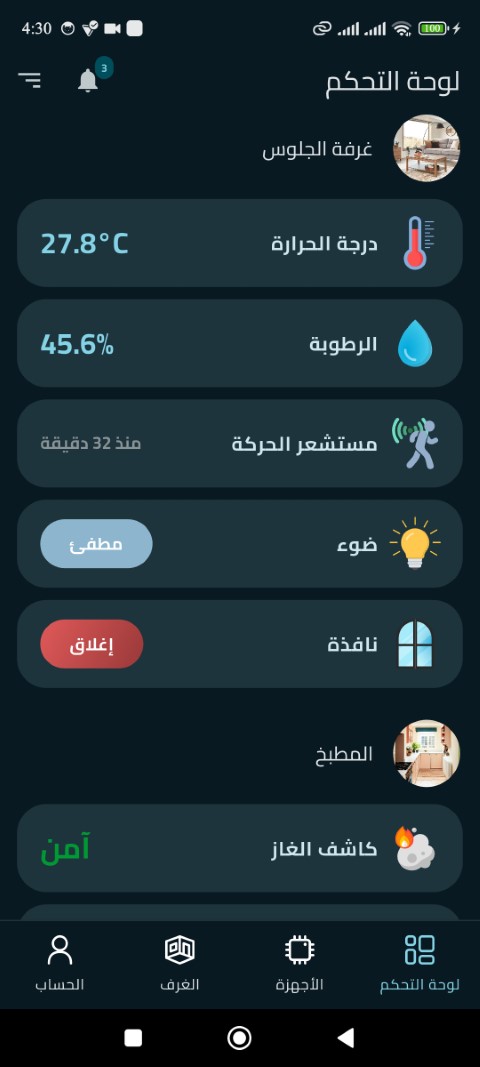 4:30
100
لوحة التحكم
3
غرفة الجلوس
درجة الحرارة
27.8°C
الرطوبة
45.6%
مستشعر الحركة
منذ 32 دقيقة
ضوء
مطفئ
نافذة
إغلاق
المطبخ
كاشف الغاز
آمن
لوحة التحكم
الأجهزة
الغرف
الحساب